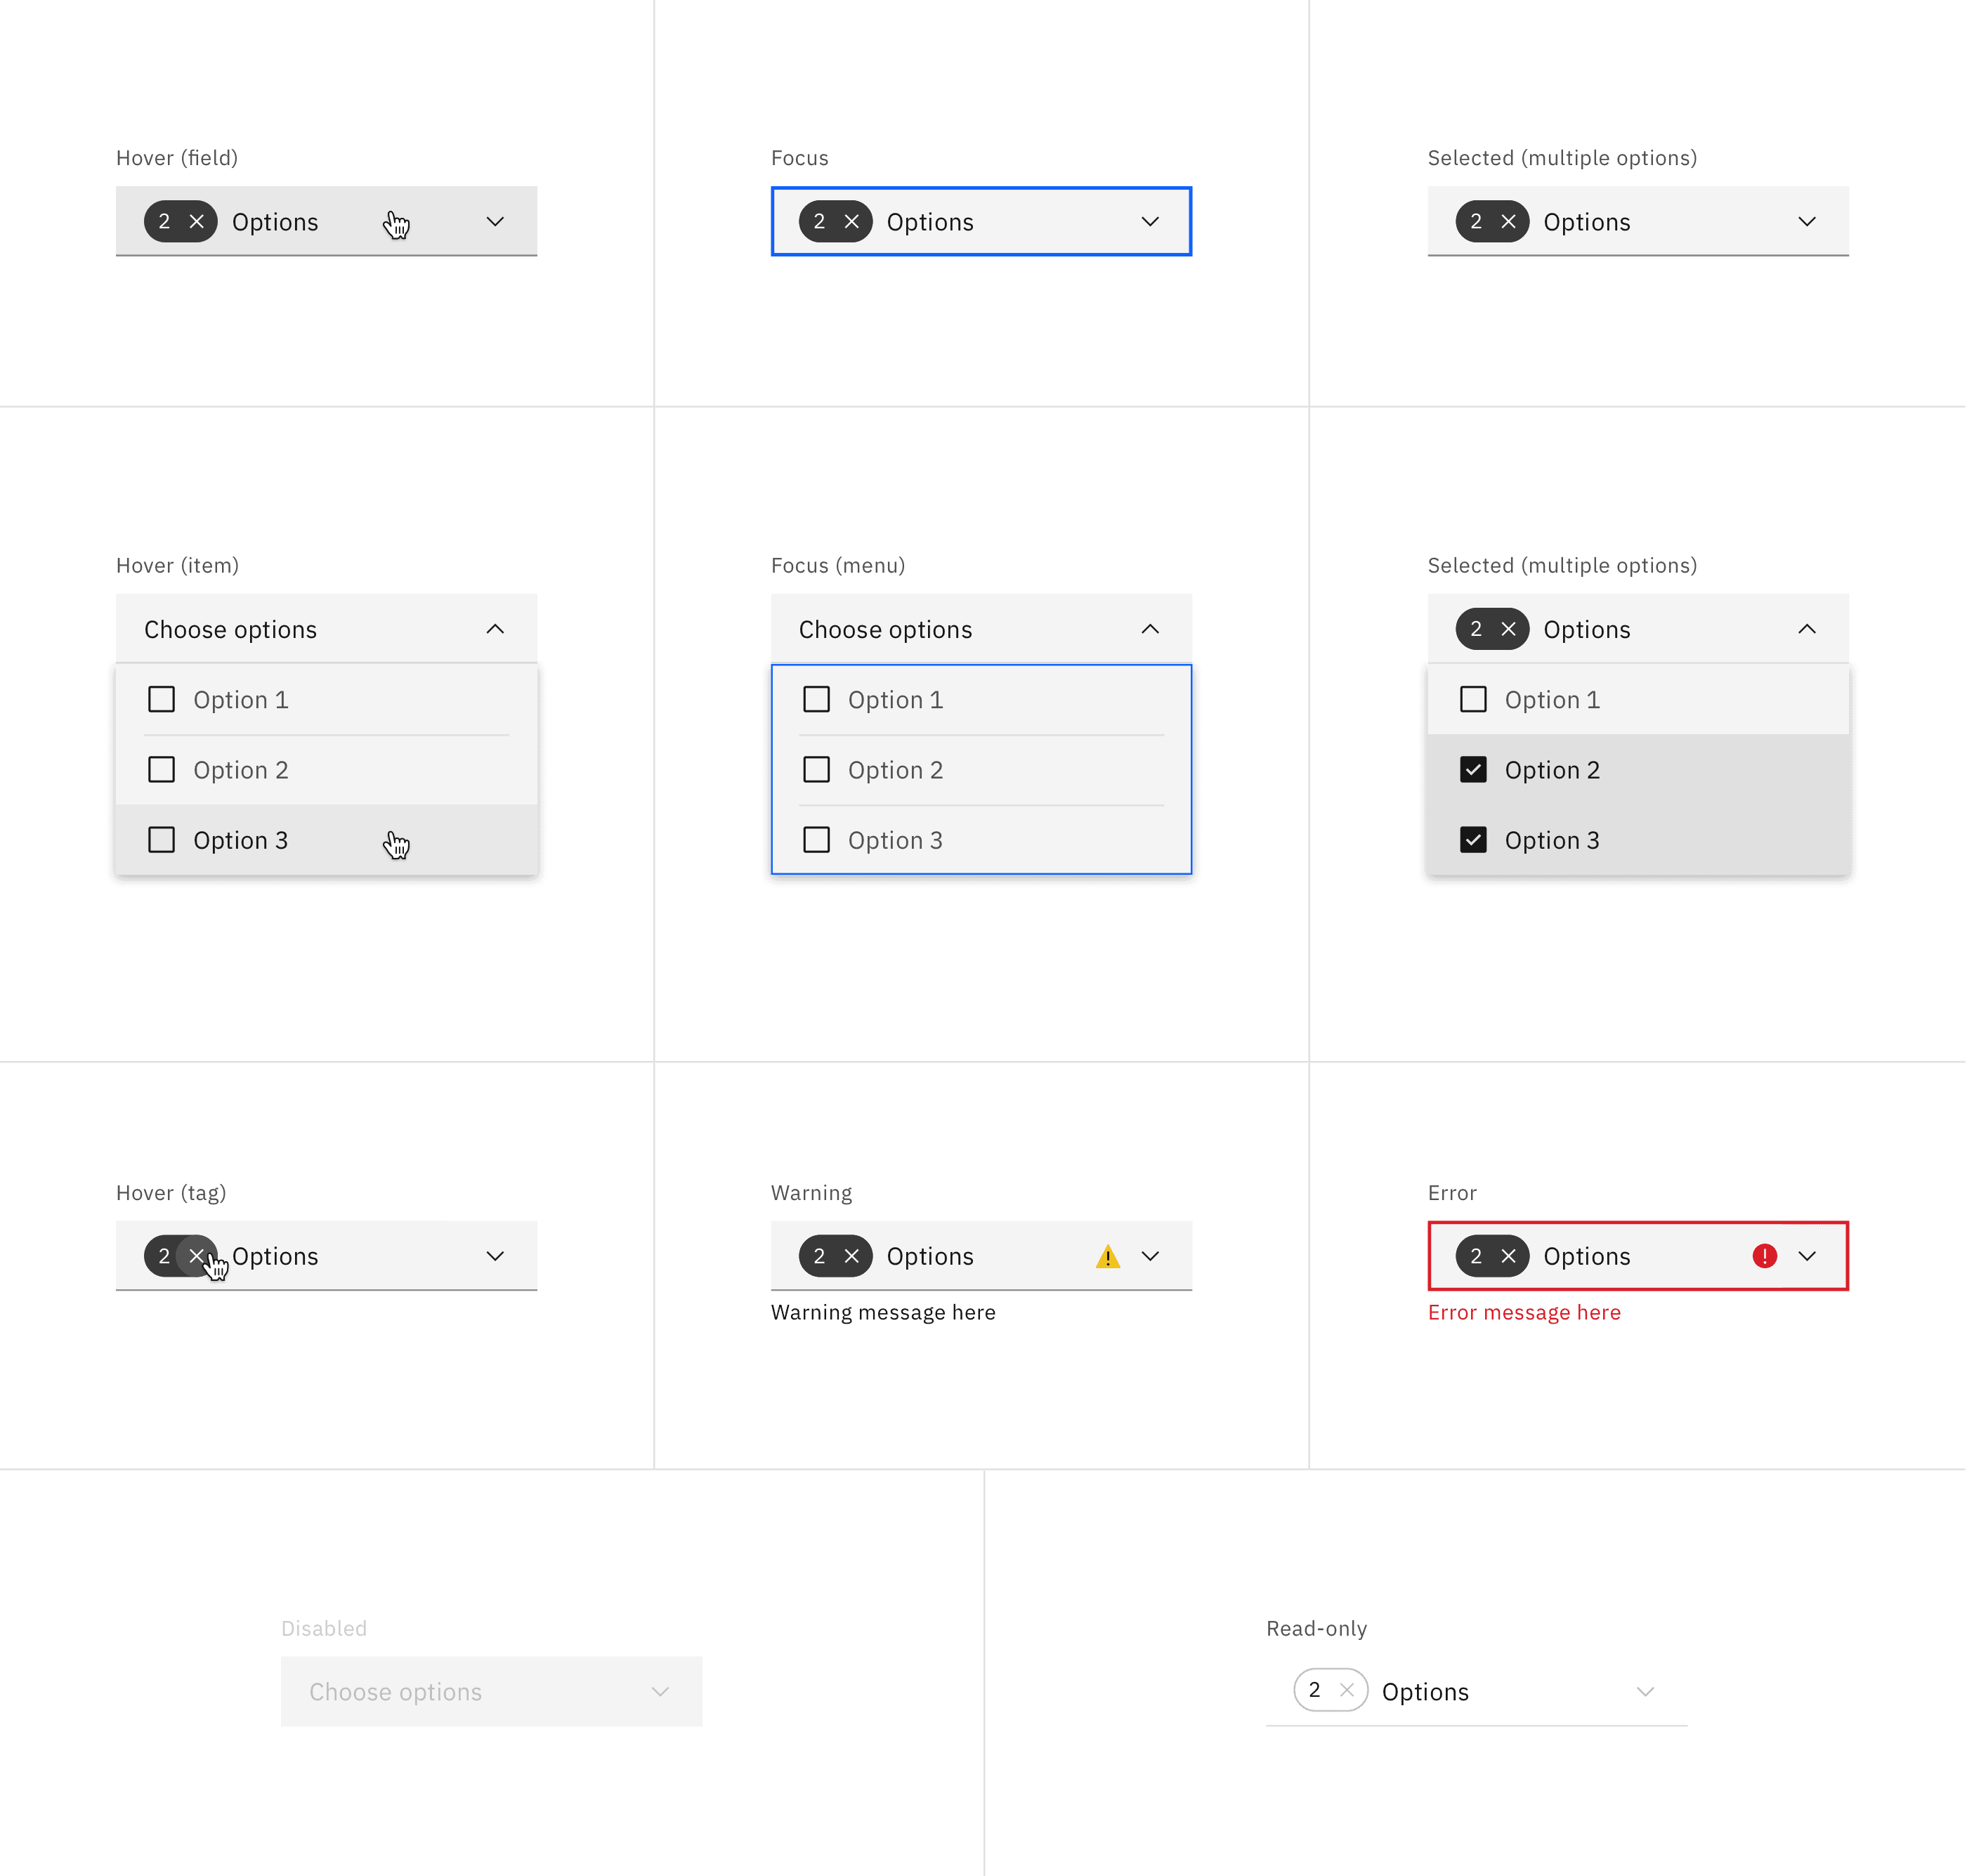 Hover (field)
2 Options
Focus
2 Options
Selected (multiple options)
2 Options
Hover (item)
Choose options
Option 1
Option 2
Option 3
Focus (menu)
Choose options
Option 1
Option 2
Option 3
Selected (multiple options)
2 Options
Option 1
Option 2
Option 3
Hover (tag)
2 Options
Warning
2 Options
Warning message here
Error
2 Options
Error message here
Disabled
Choose options
Read-only
2 Options